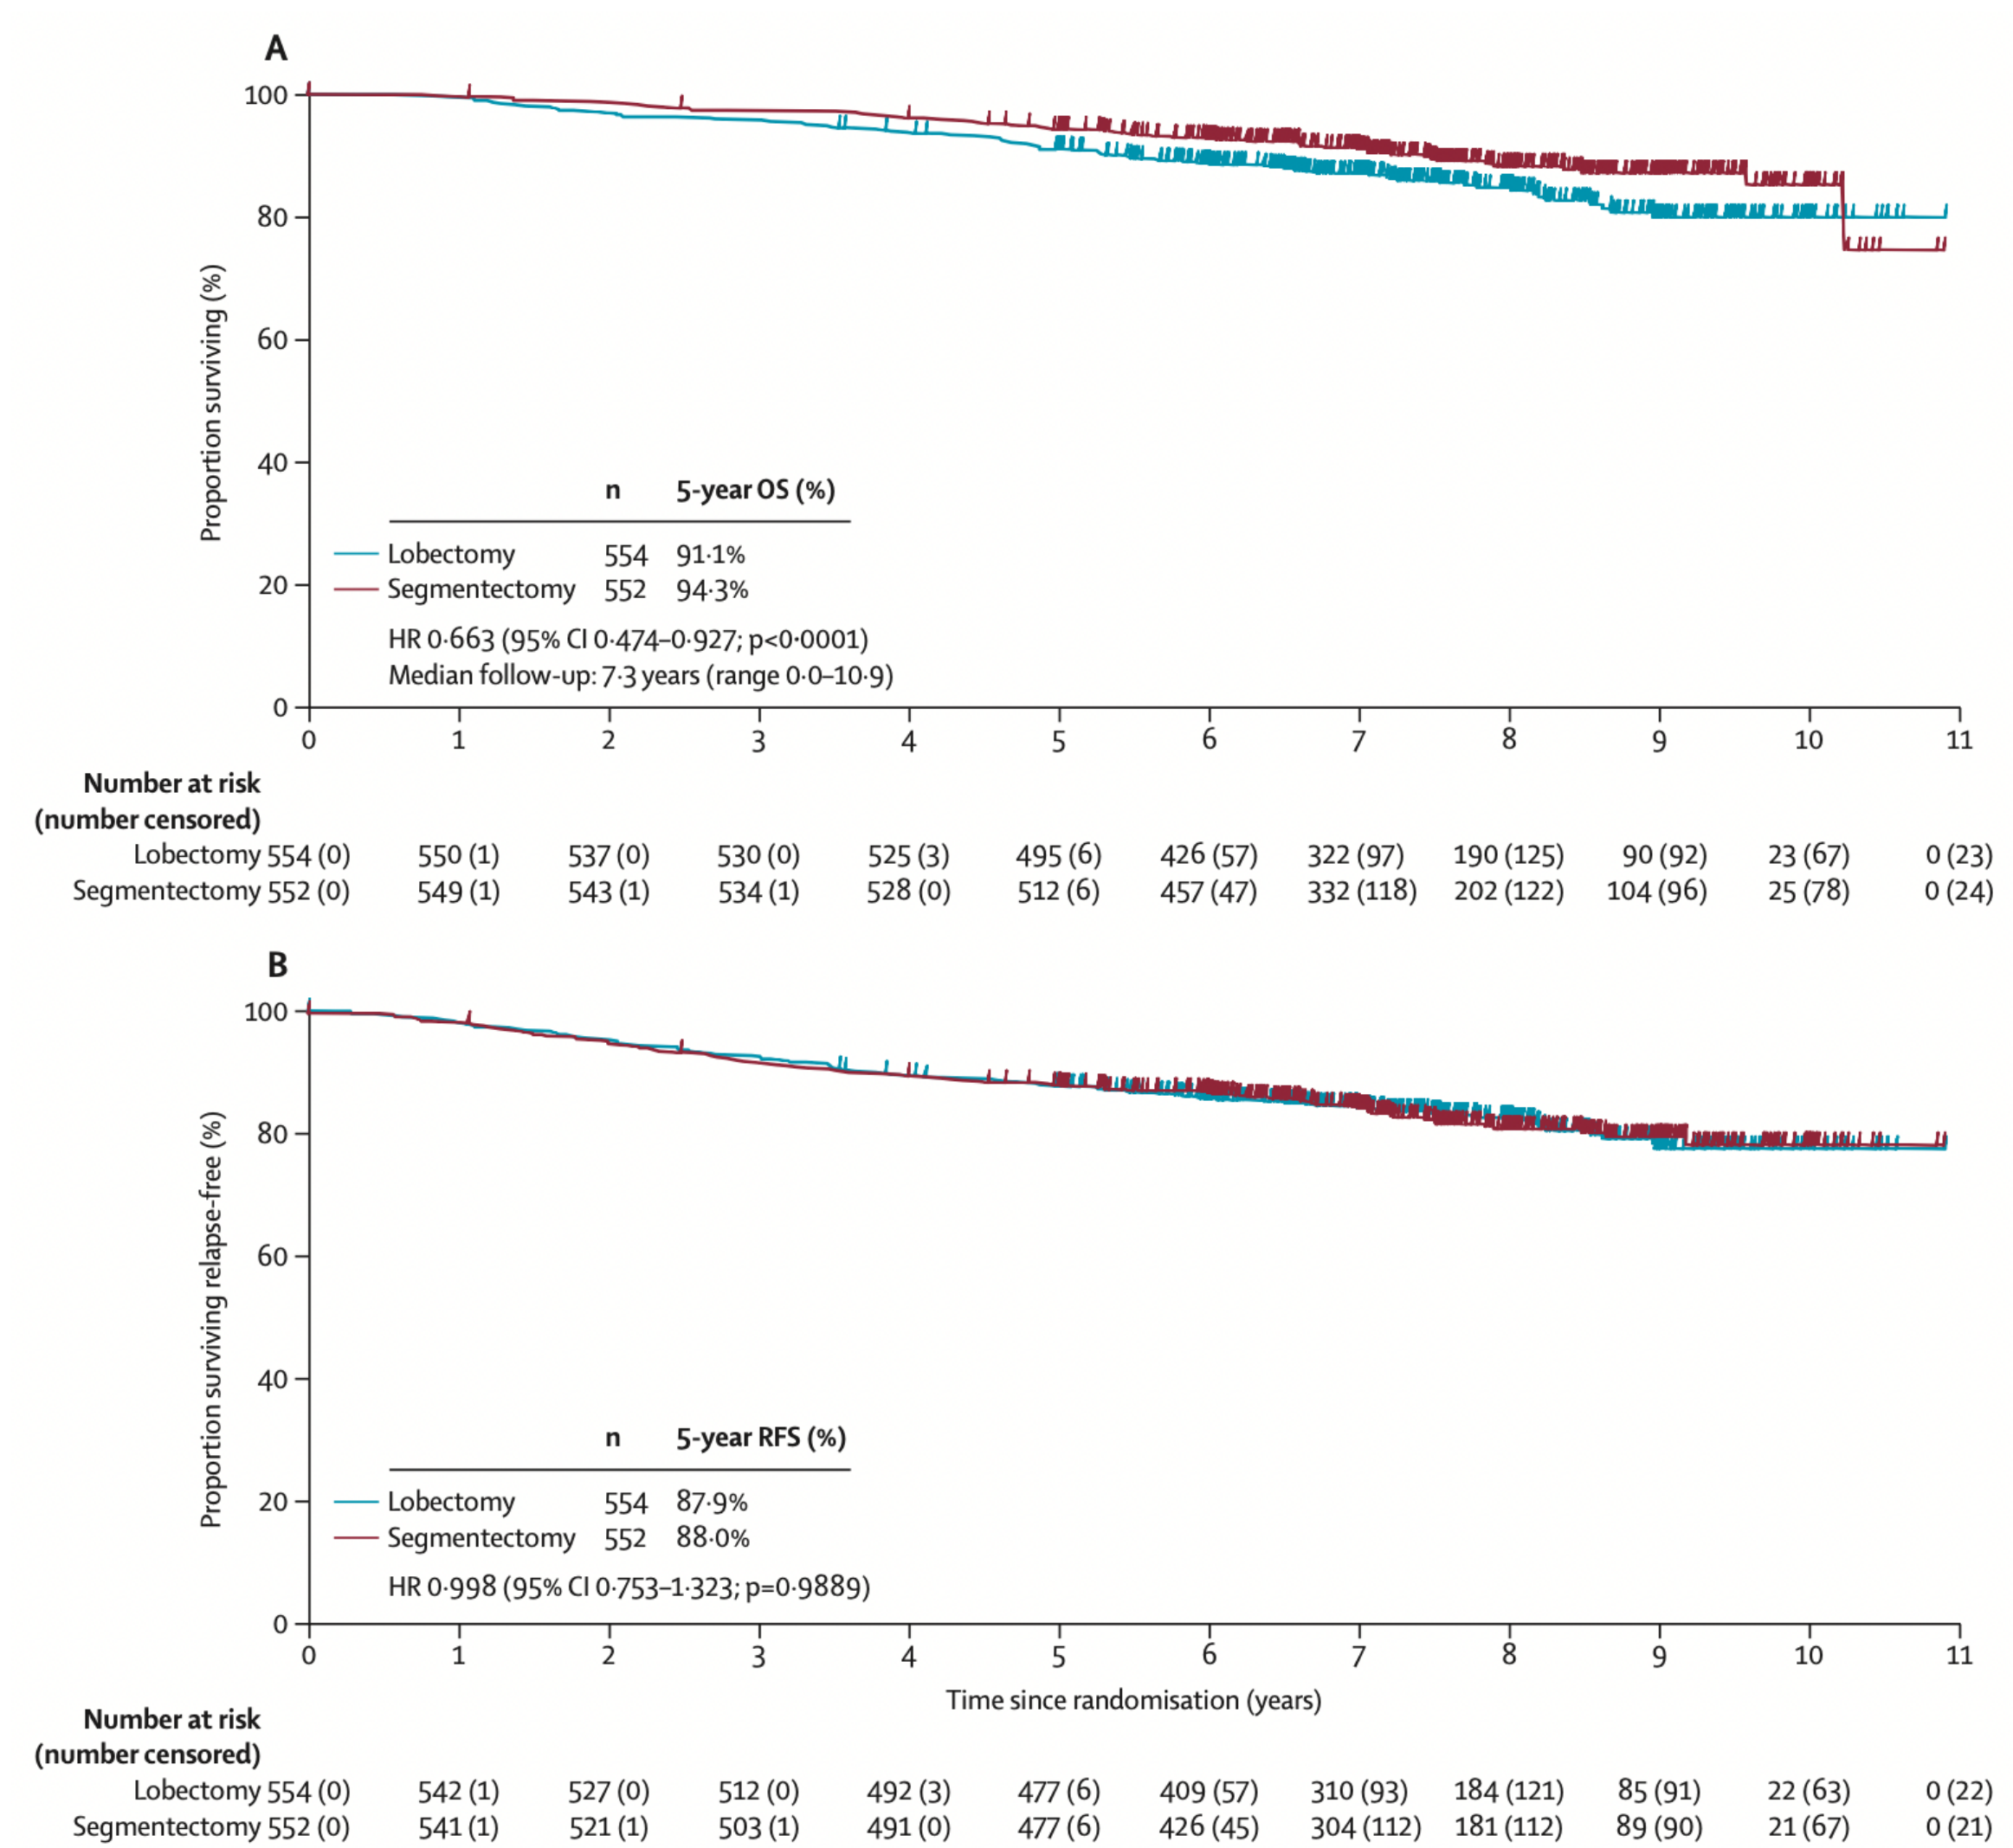 A
100
80
60
40
20
0
Proportion surviving (%)
n 5-year OS (%)
Lobectomy 554 91·1%
Segmentectomy 552 94·3%
HR 0·663 (95% CI 0·474–0·927; p<0·0001)
Median follow-up: 7·3 years (range 0·0–10·9)
0 1 2 3 4 5 6 7 8 9 10 11
Number at risk
(number censored)
Lobectomy 554 (0) 550 (1) 537 (0) 530 (0) 525 (3) 495 (6) 426 (57) 322 (97) 190 (125) 90 (92) 23 (67) 0 (23)
Segmentectomy 552 (0) 549 (1) 543 (1) 534 (1) 528 (0) 512 (6) 457 (47) 332 (118) 202 (122) 104 (96) 25 (78) 0 (24)
B
100
80
60
40
20
0
Proportion surviving relapse-free (%)
n 5-year RFS (%)
Lobectomy 554 87·9%
Segmentectomy 552 88·0%
HR 0·998 (95% CI 0·753–1·323; p=0·9889)
0 1 2 3 4 5 6 7 8 9 10 11
Time since randomisation (years)
Number at risk
(number censored)
Lobectomy 554 (0) 542 (1) 527 (0) 512 (0) 492 (3) 477 (6) 409 (57) 310 (93) 184 (121) 85 (91) 22 (63) 0 (22)
Segmentectomy 552 (0) 541 (1) 521 (1) 503 (1) 491 (0) 477 (6) 426 (45) 304 (112) 181 (112) 89 (90) 21 (67) 0 (21)